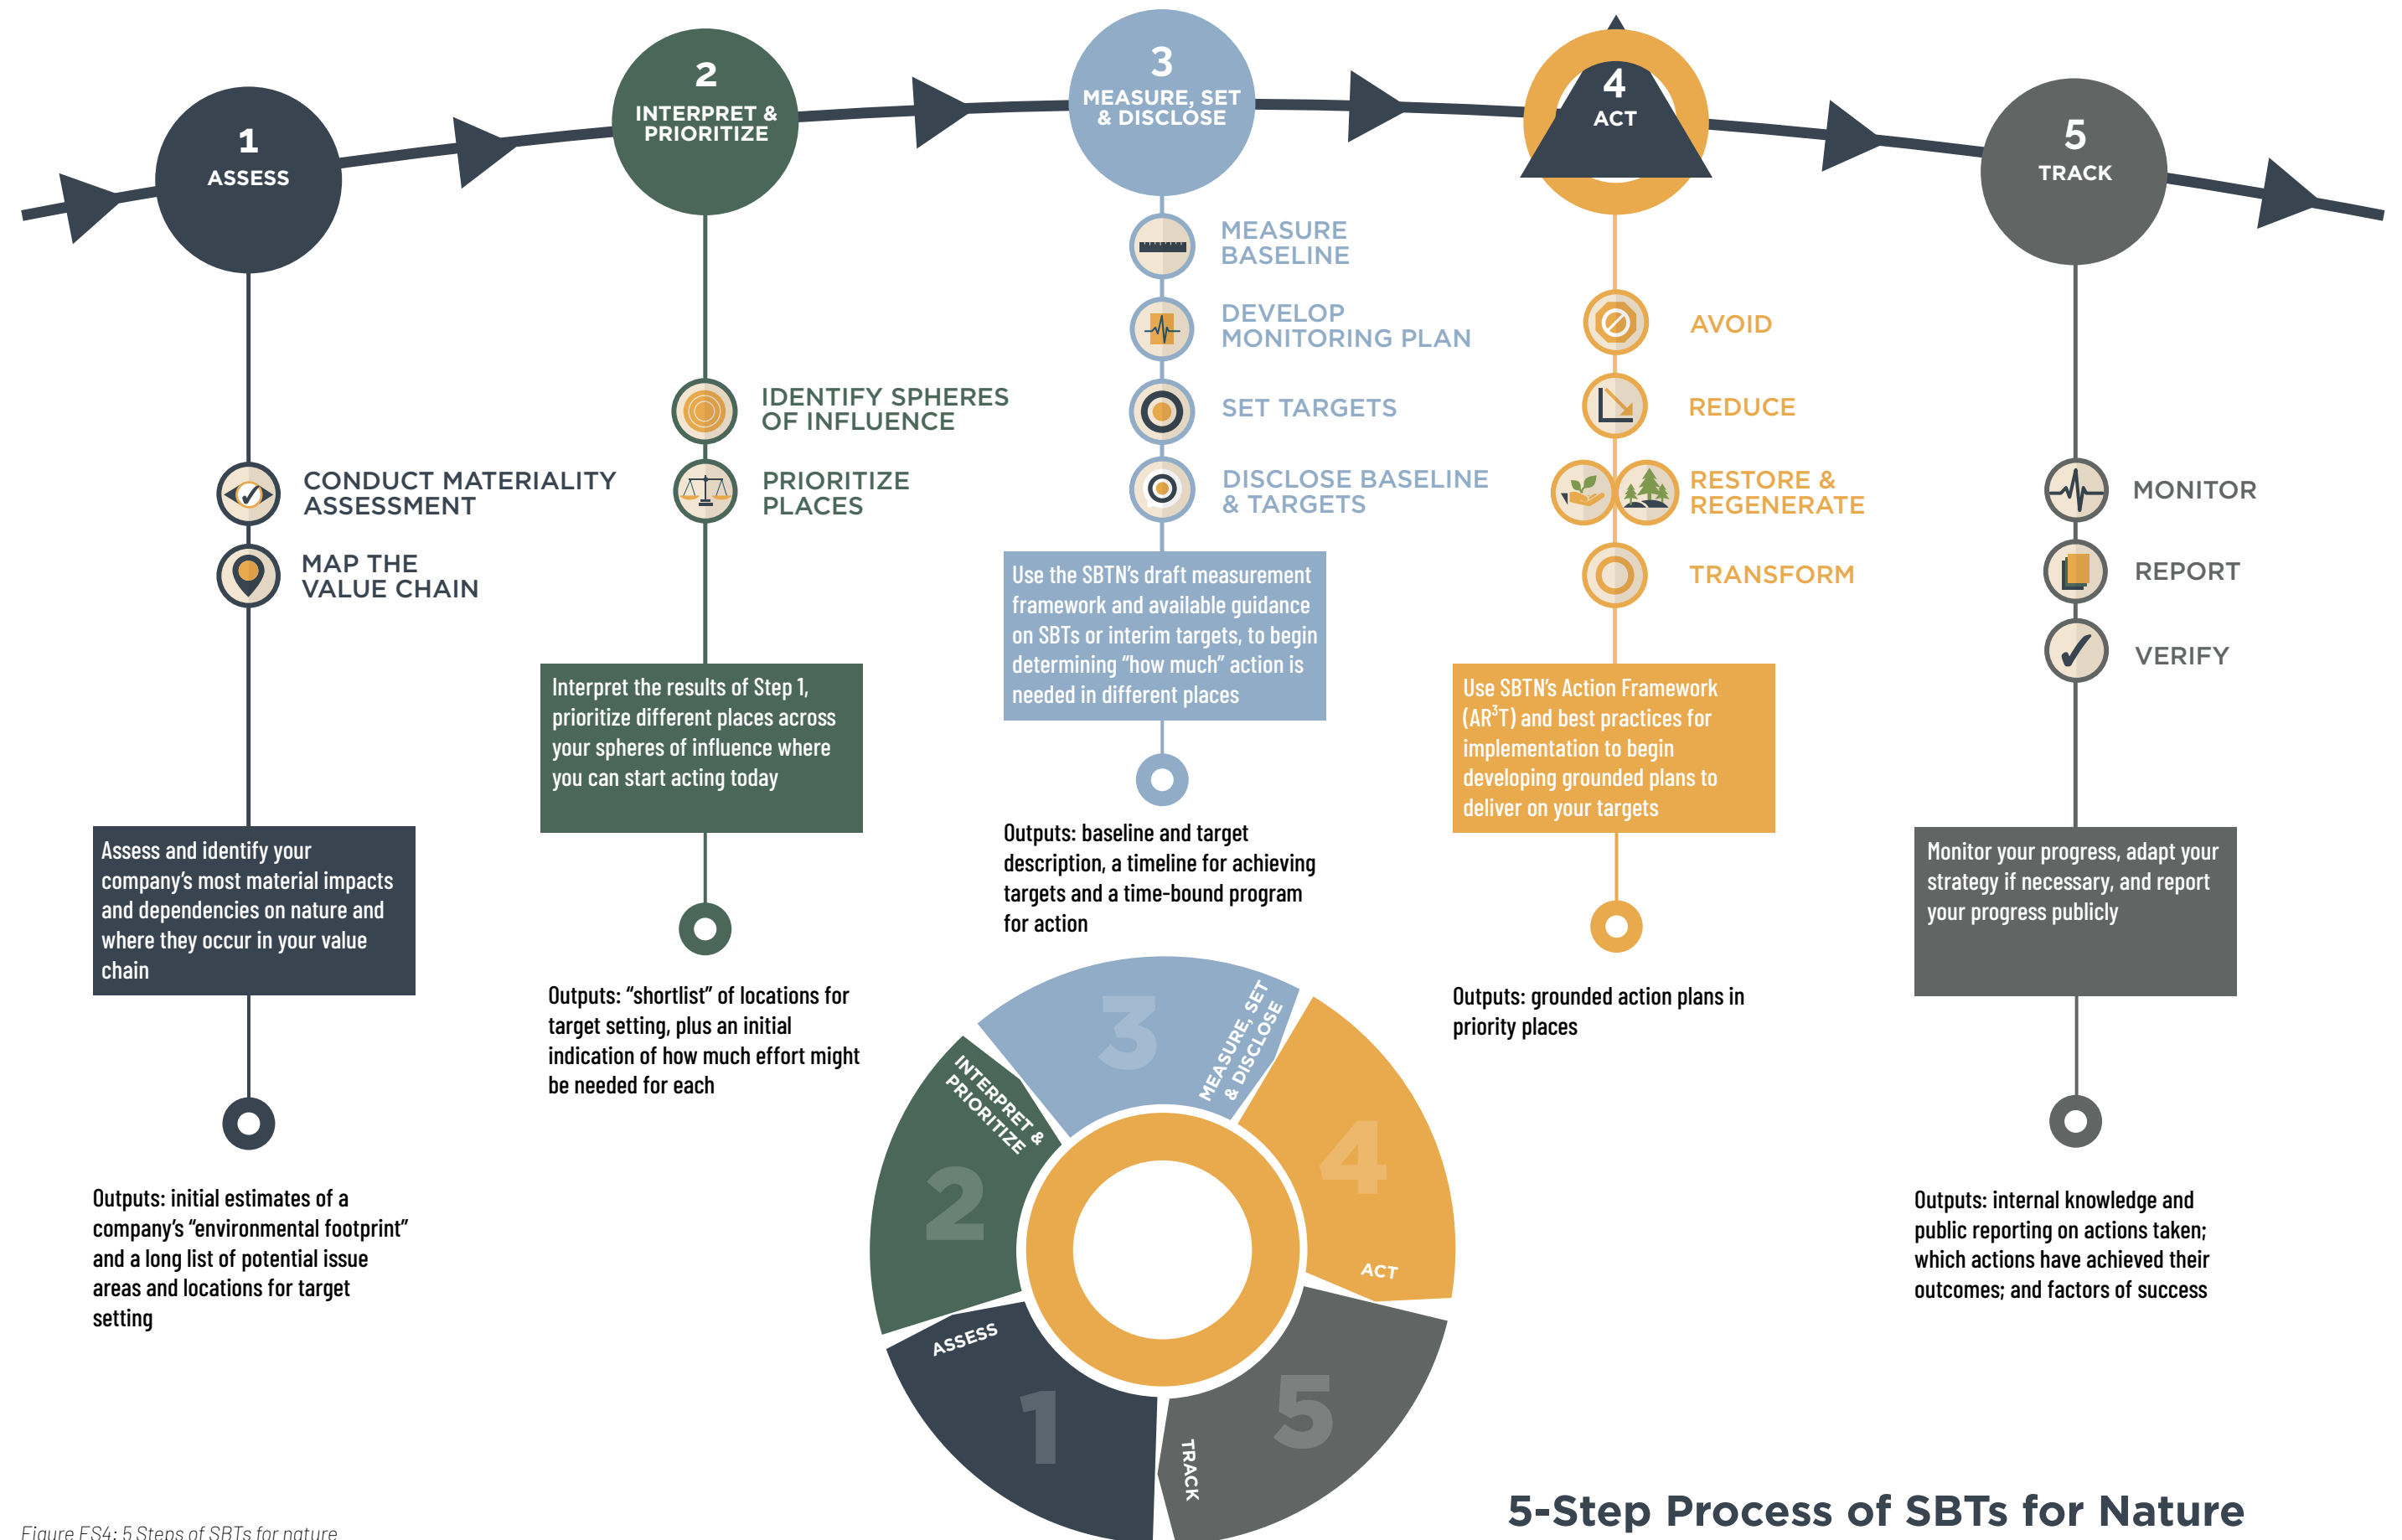 1
ASSESS
CONDUCT MATERIALITY
ASSESSMENT
MAP THE
VALUE CHAIN
Assess and identify your
company's most material impacts
and dependencies on nature and
where they occur in your value
chain
Outputs: initial estimates of a
company's “environmental footprint”
and a long list of potential issue
areas and locations for target
setting
2
INTERPRET &
PRIORITIZE
IDENTIFY SPHERES
OF INFLUENCE
PRIORITIZE
PLACES
Interpret the results of Step 1,
prioritize different places across
your spheres of influence where
you can start acting today
Outputs: “shortlist” of locations for
target setting, plus an initial
indication of how much effort might
be needed for each
3
MEASURE, SET
& DISCLOSE
MEASURE
BASELINE
DEVELOP
MONITORING PLAN
SET TARGETS
DISCLOSE BASELINE
& TARGETS
Use the SBTN's draft measurement
framework and available guidance
on SBTs or interim targets, to begin
determining “how much” action is
needed in different places
Outputs: baseline and target
description, a timeline for achieving
targets and a time-bound program
for action
4
ACT
AVOID
REDUCE
RESTORE &
REGENERATE
TRANSFORM
Use SBTN's Action Framework
(AR³T) and best practices for
implementation to begin
developing grounded plans to
deliver on your targets
Outputs: grounded action plans in
priority places
5
TRACK
MONITOR
REPORT
VERIFY
Monitor your progress, adapt your
strategy if necessary, and report
your progress publicly
Outputs: internal knowledge and
public reporting on actions taken;
which actions have achieved their
outcomes; and factors of success
1
ASSESS
2
INTERPRET &
PRIORITIZE
3
MEASURE, SET
& DISCLOSE
4
ACT
5
TRACK
5-Step Process of SBTs for Nature
Figure ES4: 5 Steps of SBTs for nature